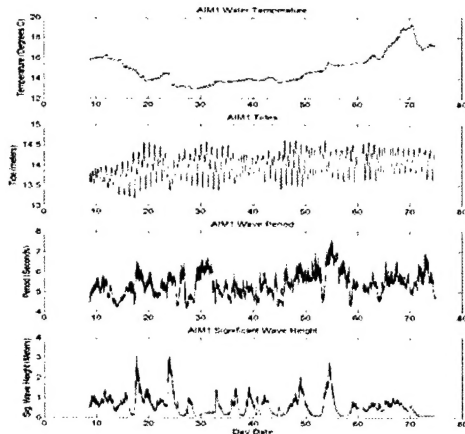 AIM1 Water Temperature
Temperature (Degrees C)
20
18
16
14
12
0 10 20 30 40 50 60 70 80
AIM1 Tides
Tide (meters)
15
14.5
14
13.5
13
0 10 20 30 40 50 60 70 80
AIM1 Wave Period
Period (Seconds)
8
7
6
5
4
0 10 20 30 40 50 60 70 80
AIM1 Significant Wave Height
Sig. Wave Height (Meters)
4
3
2
1
0
0 10 20 30 40 50 60 70 80
Day Date